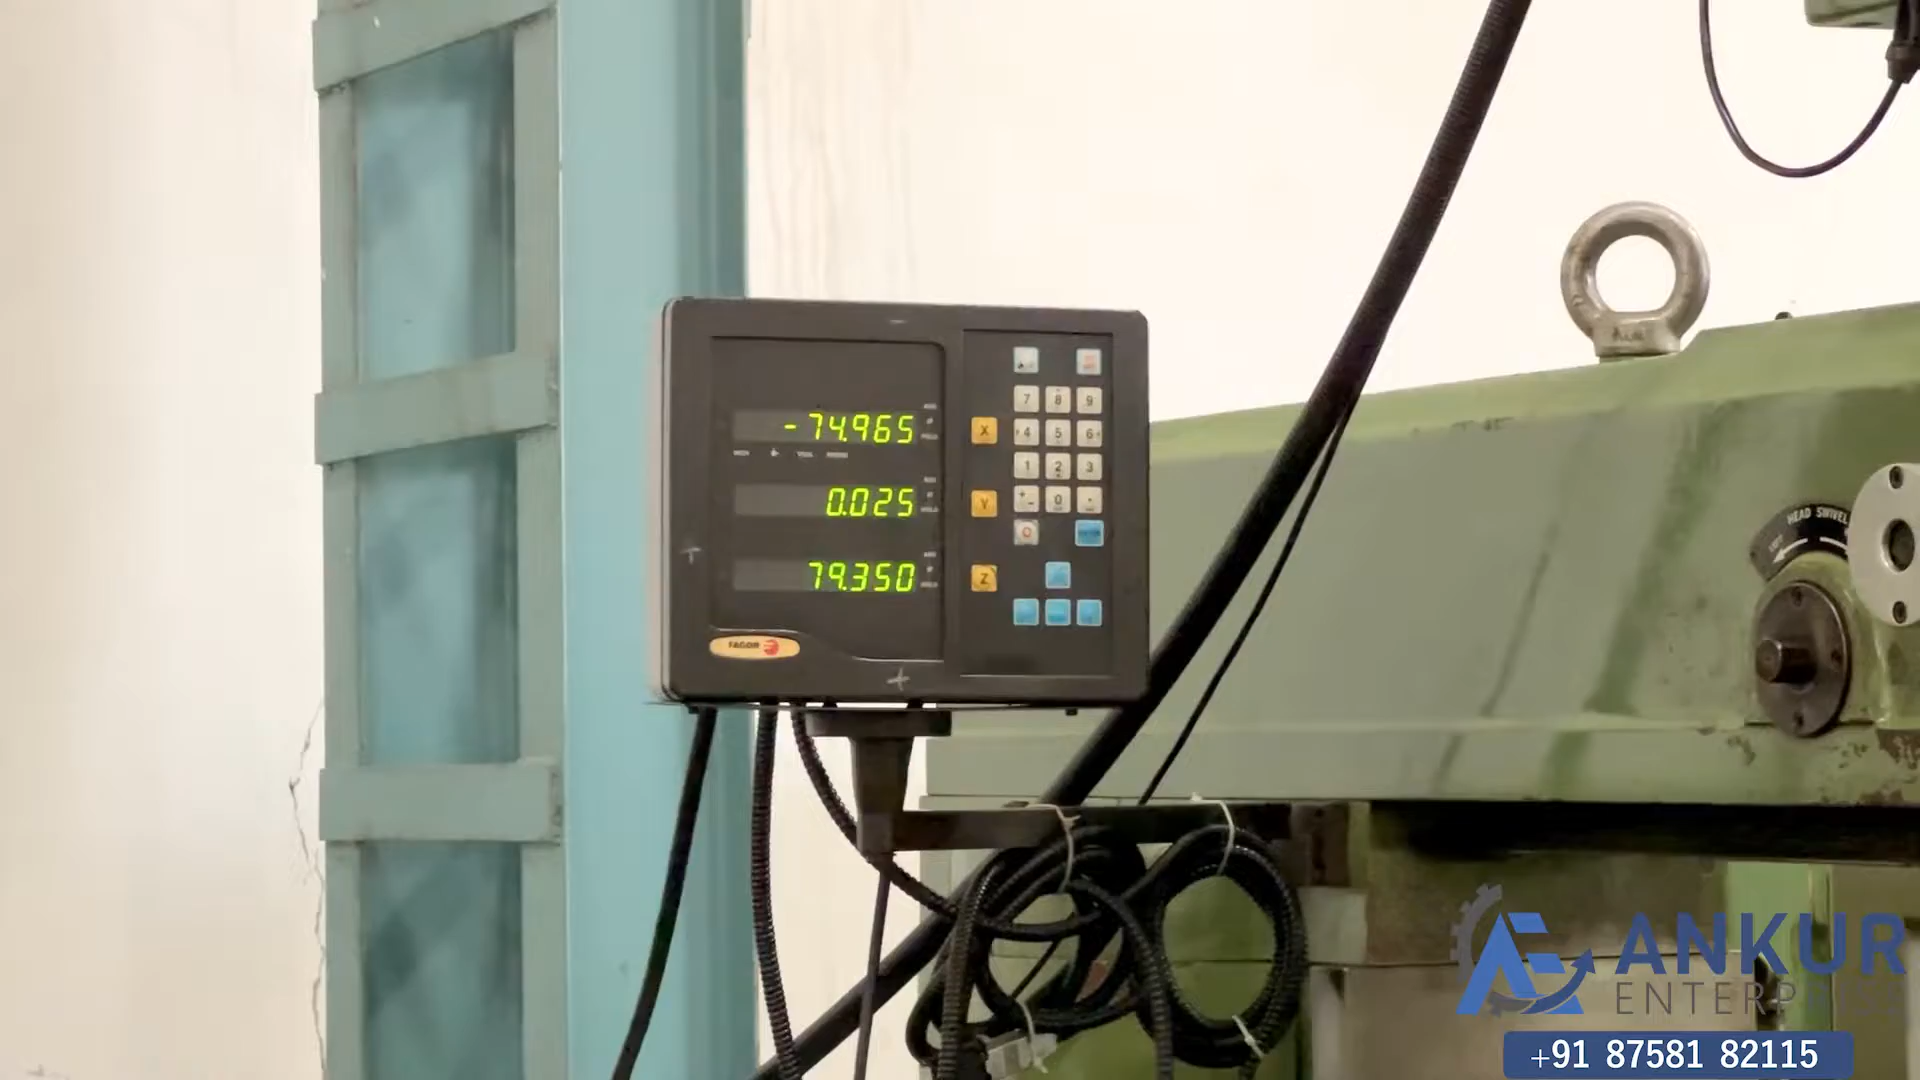 -74.965
0.025
79.350
X
Y
Z
7 8 9
4 5 6
1 2 3
0
C
FAGOR
HEAD SWIVEL
LEFT
ANKUR
ENTERPRISE
+91 87581 82115